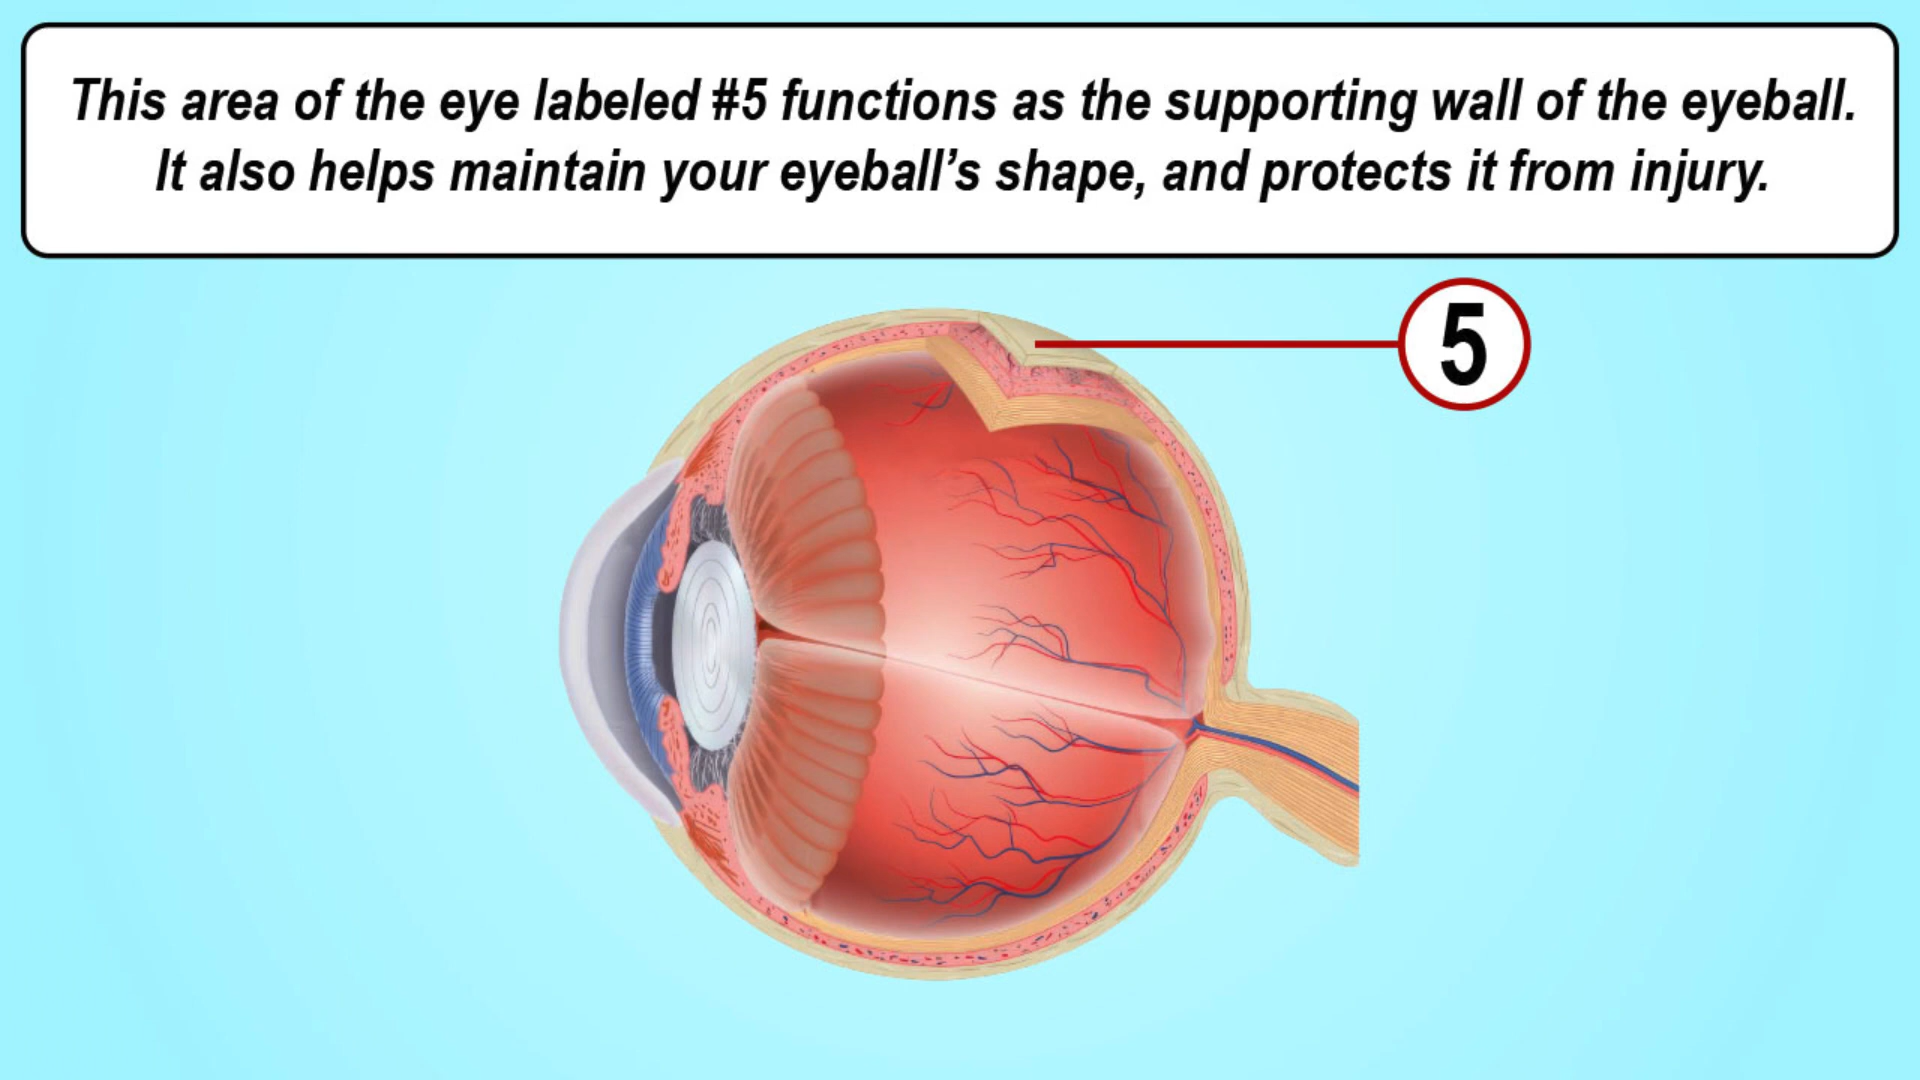 This area of the eye labeled #5 functions as the supporting wall of the eyeball.
It also helps maintain your eyeball’s shape, and protects it from injury.
5